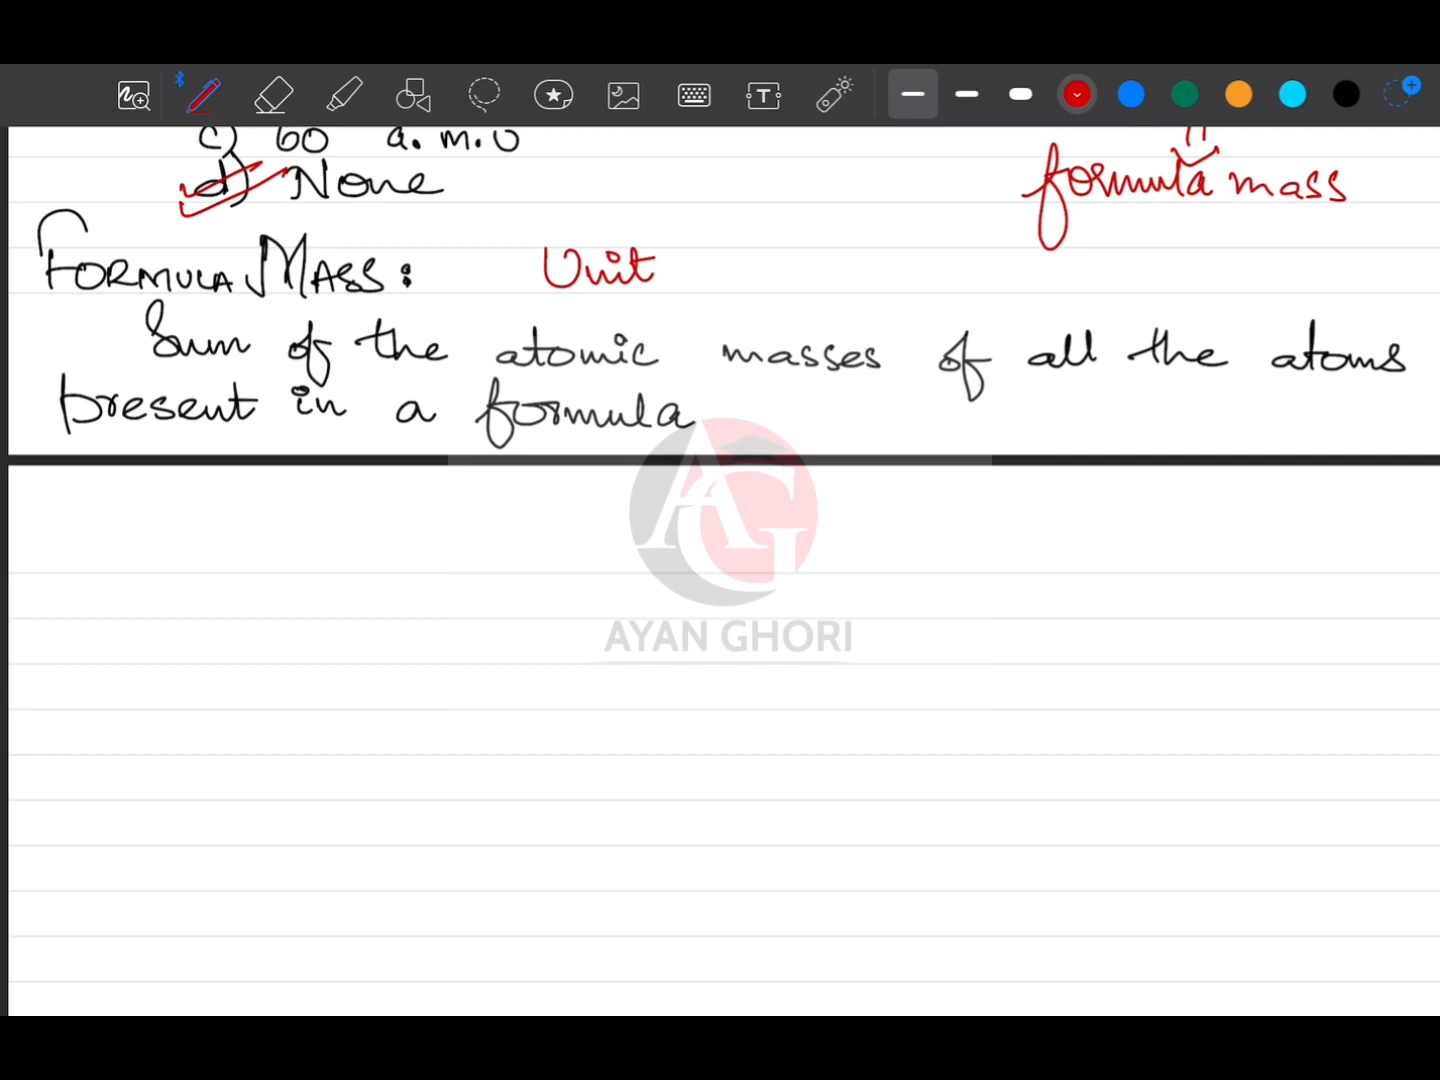 c) 60 a.m.u
d) None
formula mass
FORMULA MASS: Unit
Sum of the atomic masses of all the atoms
present in a formula
AG
AYAN GHORI